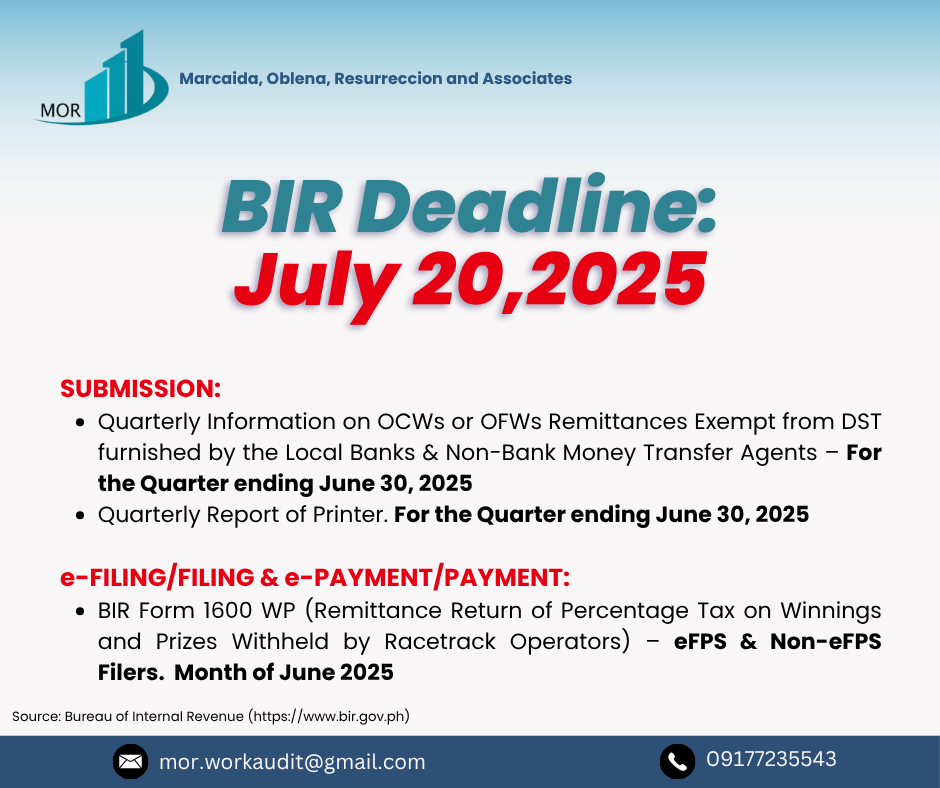 MOR
Marcaida, Oblena, Resurreccion and Associates
BIR Deadline:
July 20,2025
SUBMISSION:
• Quarterly Information on OCWs or OFWs Remittances Exempt from DST
furnished by the Local Banks & Non-Bank Money Transfer Agents – For
the Quarter ending June 30, 2025
• Quarterly Report of Printer. For the Quarter ending June 30, 2025
e-FILING/FILING & e-PAYMENT/PAYMENT:
• BIR Form 1600 WP (Remittance Return of Percentage Tax on Winnings
and Prizes Withheld by Racetrack Operators) – eFPS & Non-eFPS
Filers. Month of June 2025
Source: Bureau of Internal Revenue (https://www.bir.gov.ph)
mor.workaudit@gmail.com
09177235543